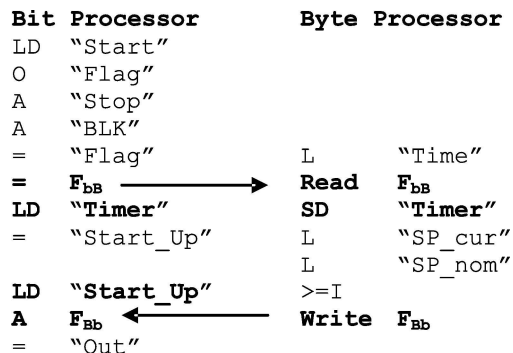 Bit Processor Byte Processor
LD “Start”
O “Flag”
A “Stop”
A “BLK”
= “Flag” L “Time”
= FbB Read FbB
LD “Timer” SD “Timer”
= “Start_Up” L “SP_cur”
L “SP_nom”
LD “Start_Up” >=I
A FBb Write FBb
= “Out”